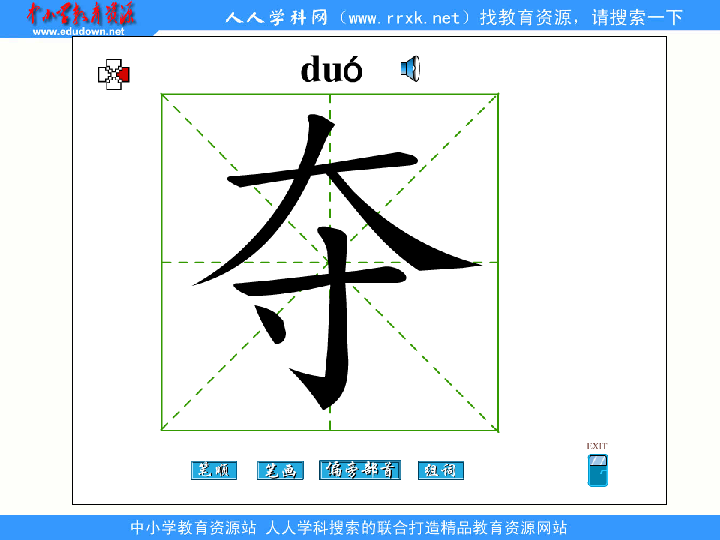 中小学教育资源
www.edudown.net
人人学科网（www.rrxk.net）找教育资源，请搜索一下
duó
夺
笔顺 笔画 偏旁部首 组词
EXIT
中小学教育资源站 人人学科搜索的联合打造精品教育资源网站